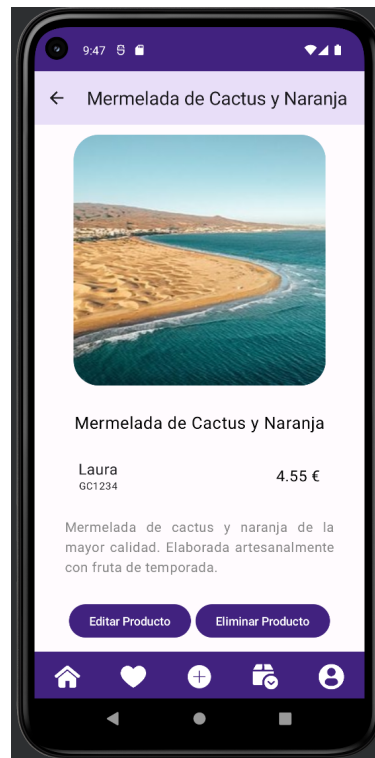 9:47
Mermelada de Cactus y Naranja
Mermelada de Cactus y Naranja
Laura
4.55 €
GC1234
Mermelada de cactus y naranja de la
mayor calidad. Elaborada artesanalmente
con fruta de temporada.
Editar Producto Eliminar Producto